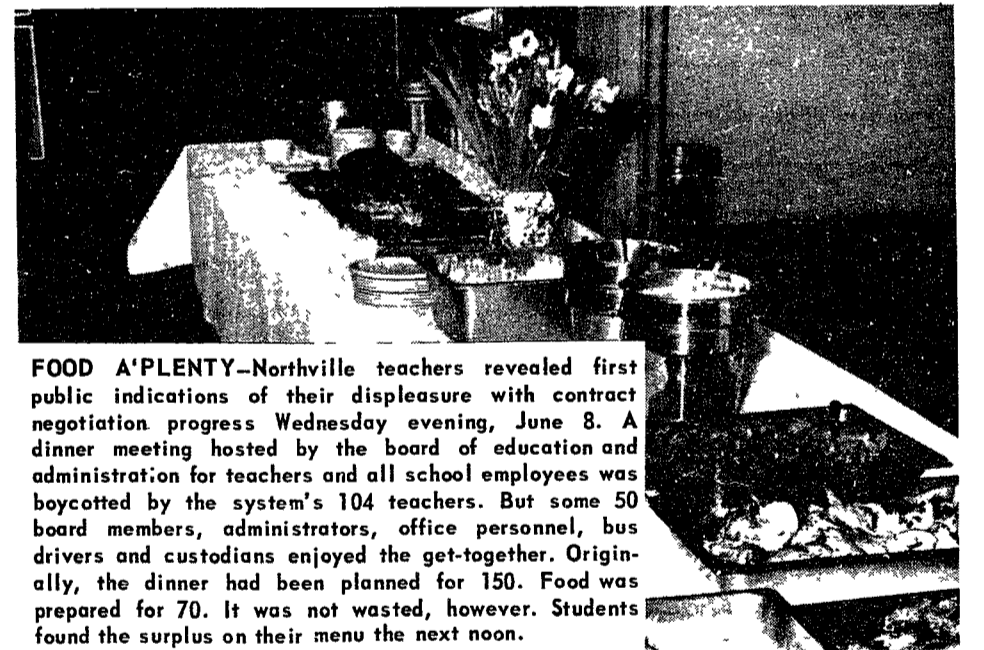 FOOD A'PLENTY—Northville teachers revealed first
public indications of their displeasure with contract
negotiation progress Wednesday evening, June 8. A
dinner meeting hosted by the board of education and
administration for teachers and all school employees was
boycotted by the system's 104 teachers. But some 50
board members, administrators, office personnel, bus
drivers and custodians enjoyed the get-together. Origin-
ally, the dinner had been planned for 150. Food was
prepared for 70. It was not wasted, however. Students
found the surplus on their menu the next noon.